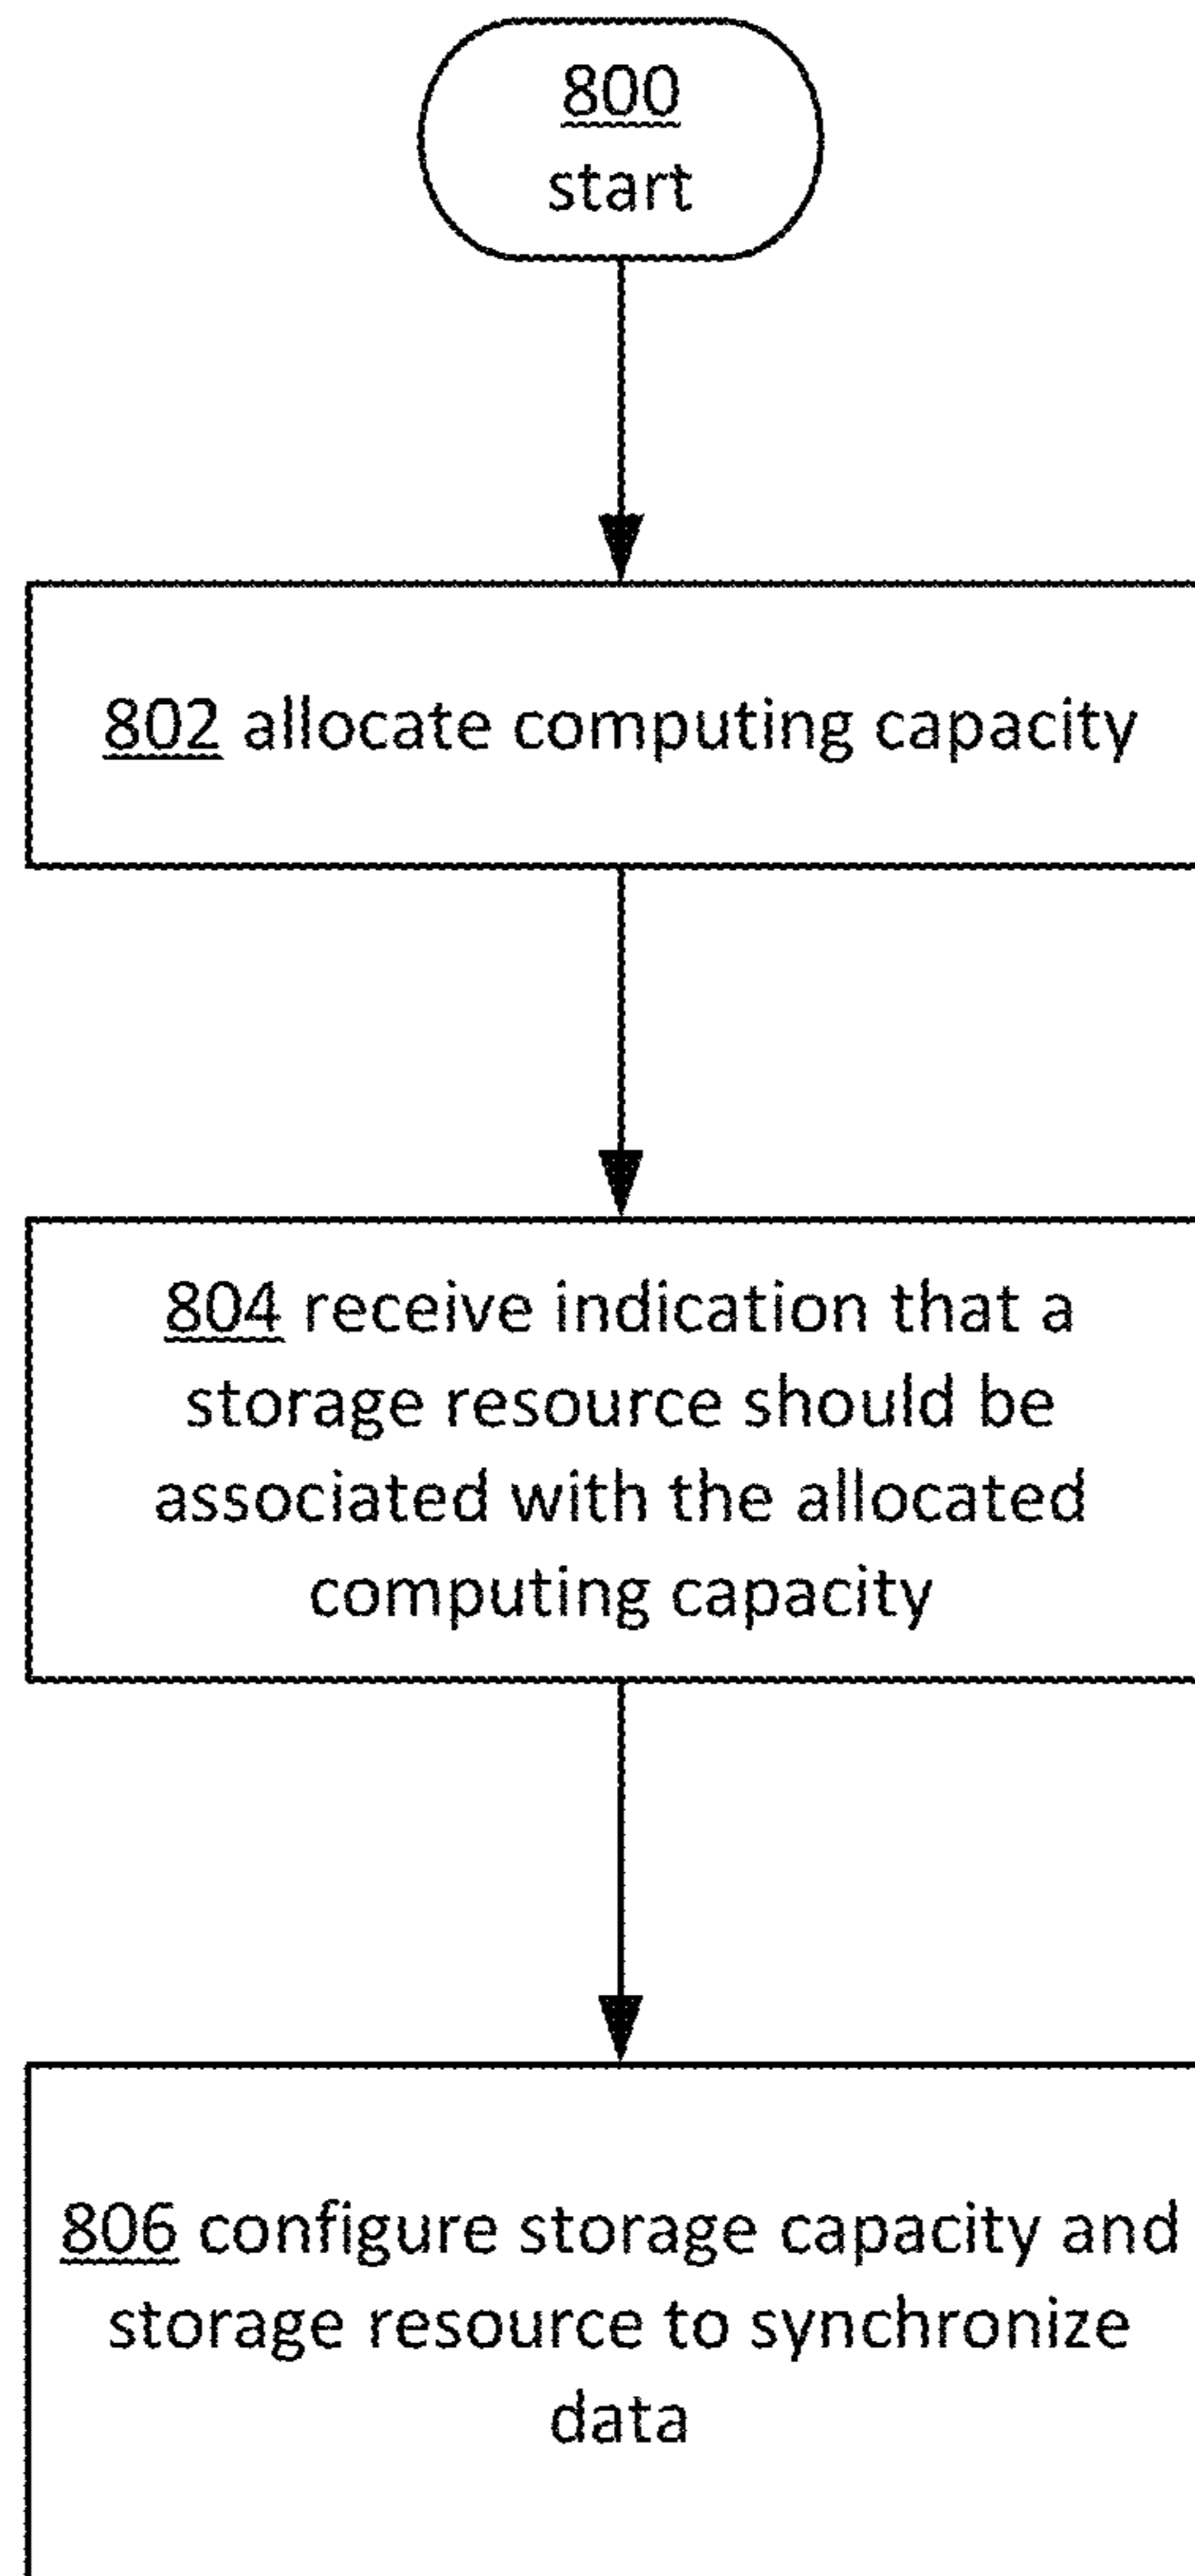 800
start
802 allocate computing capacity
804 receive indication that a
storage resource should be
associated with the allocated
computing capacity
806 configure storage capacity and
storage resource to synchronize
data